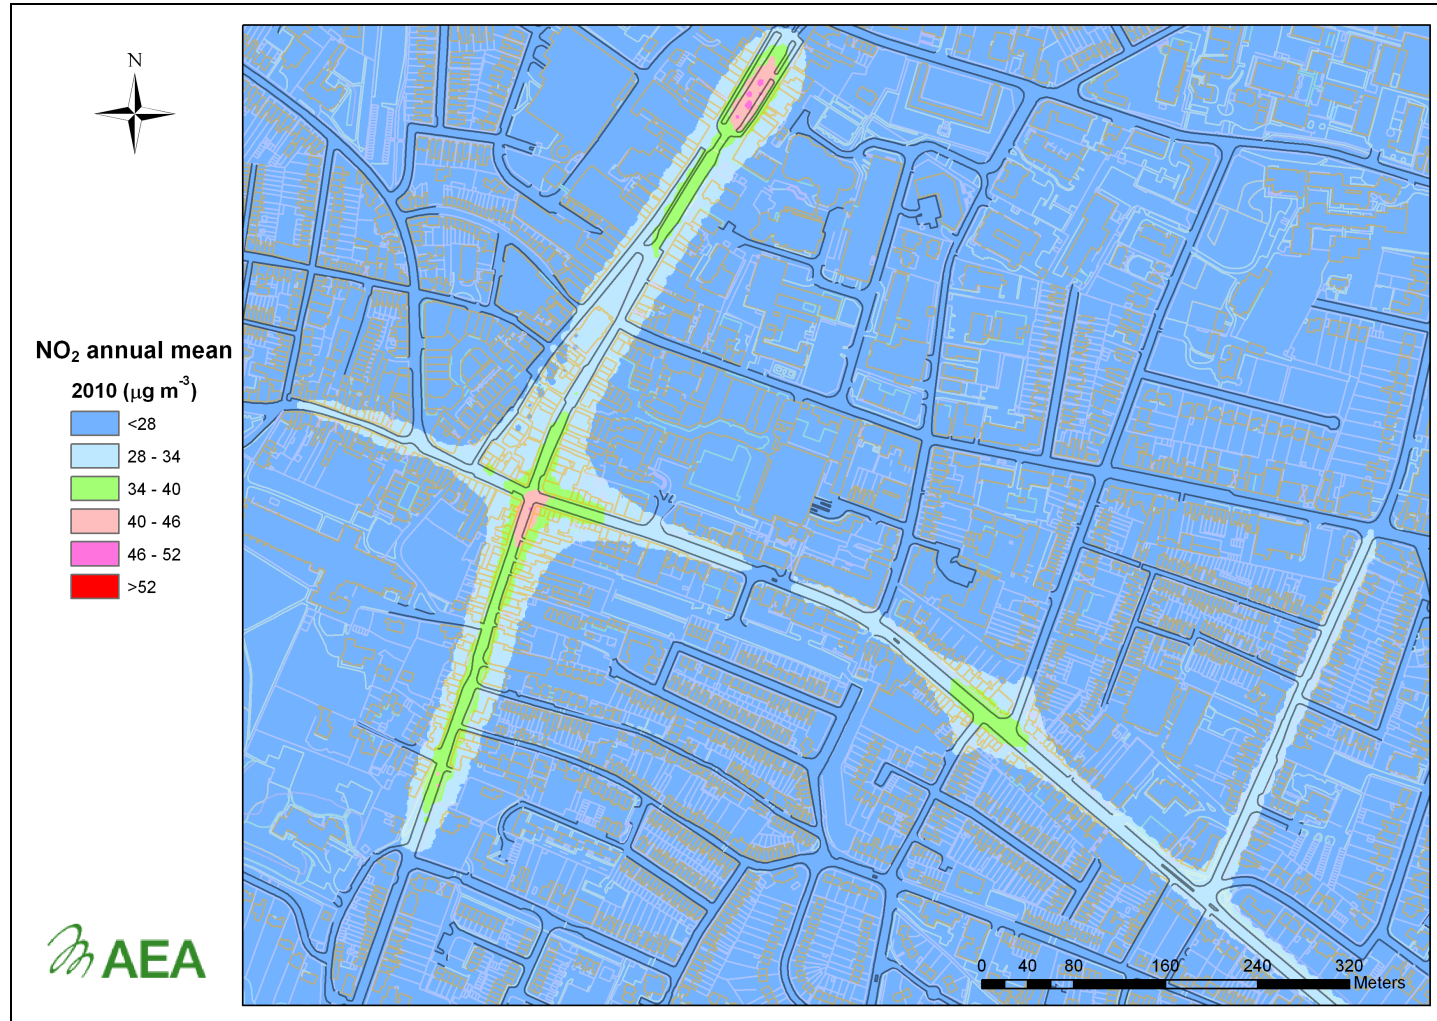 N
NO₂ annual mean
2010 (µg m⁻³)
<28
28 - 34
34 - 40
40 - 46
46 - 52
>52
AEA
0 40 80 160 240 320
Meters